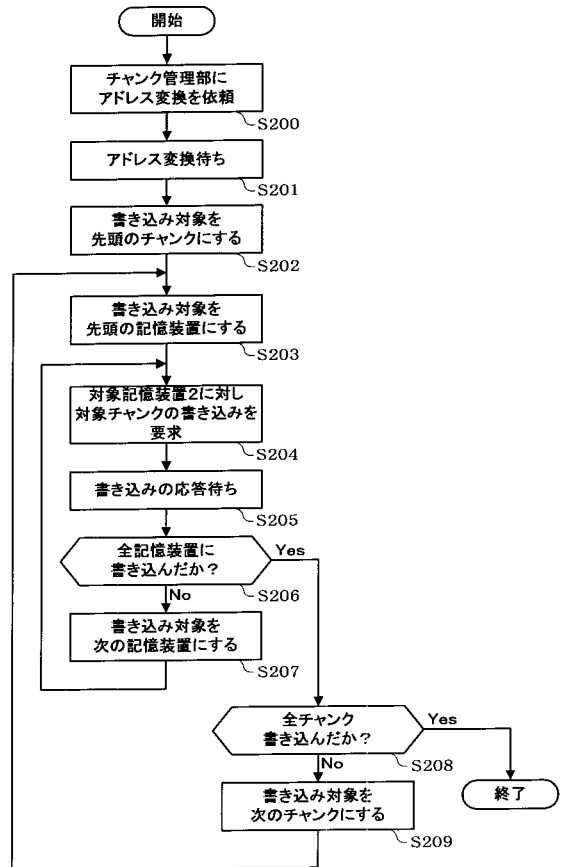 開始
チャンク管理部に
アドレス変換を依頼
S200
アドレス変換待ち
S201
書き込み対象を
先頭のチャンクにする
S202
書き込み対象を
先頭の記憶装置にする
S203
対象記憶装置2に対し
対象チャンクの書き込みを
要求
S204
書き込みの応答待ち
S205
全記憶装置に
書き込んだか?
Yes
S206
No
書き込み対象を
次の記憶装置にする
S207
全チャンク
書き込んだか?
Yes
S208
No
終了
書き込み対象を
次のチャンクにする
S209